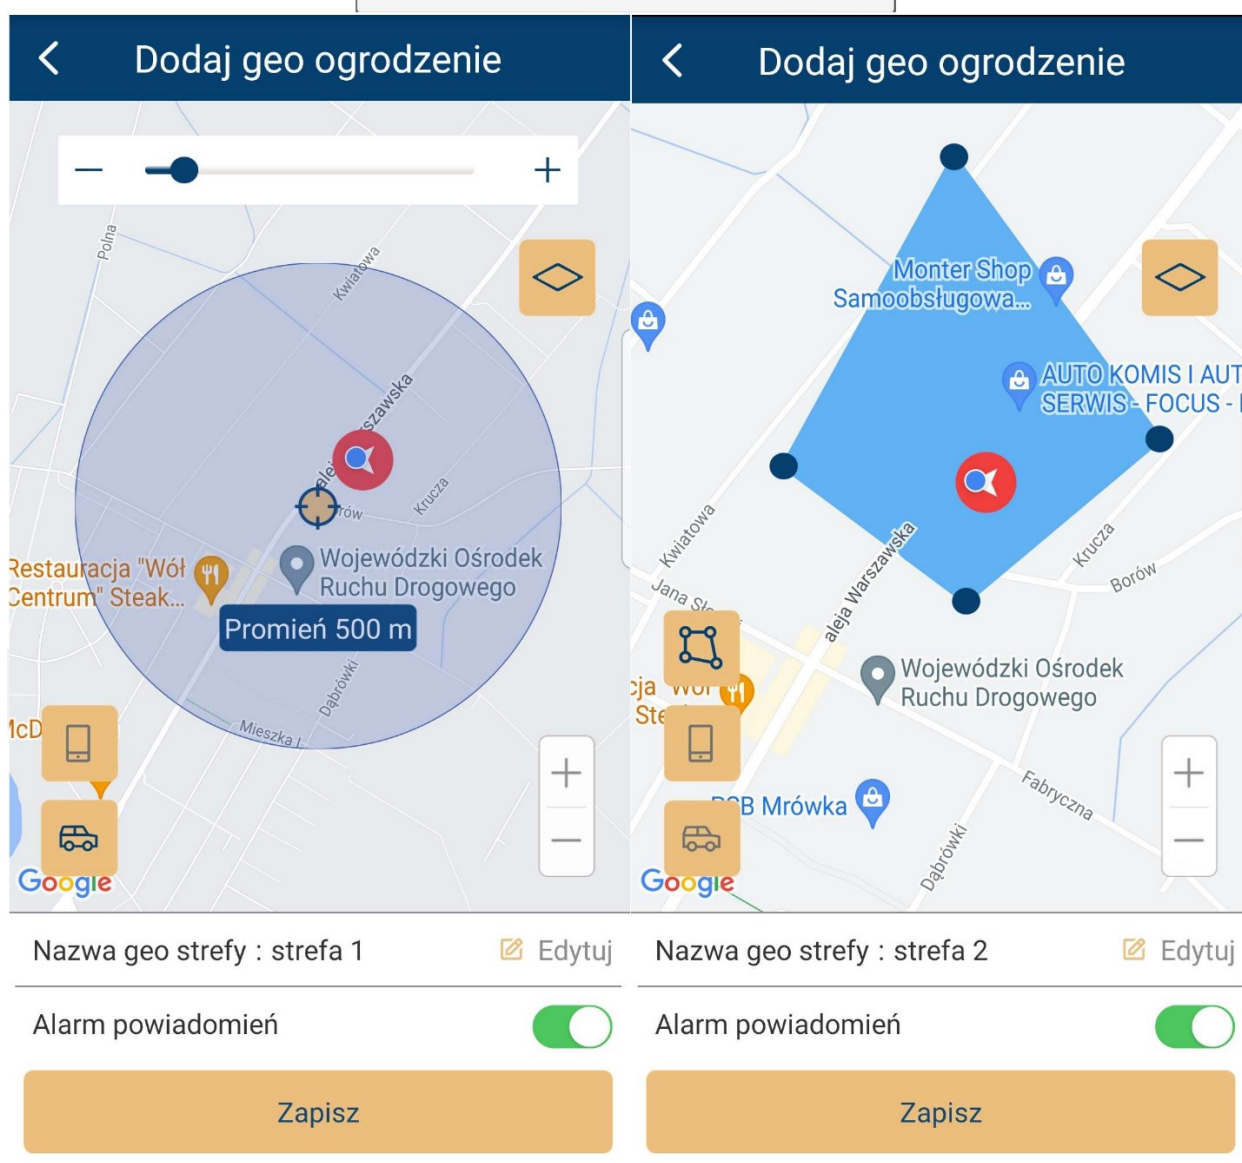 Dodaj geo ogrodzenie
Polna
Kwiatowa
aleja Warszawska
Krucza
Wojewódzki Ośrodek
Ruchu Drogowego
Restauracja "Wół
Centrum" Steak...
Promień 500 m
Dąbrówki
Mieszka I
McD
Google
Nazwa geo strefy : strefa 1
Edytuj
Alarm powiadomień
Zapisz
Dodaj geo ogrodzenie
Monter Shop
Samoobsługowa...
AUTO KOMIS I AUT
SERWIS - FOCUS -
Kwiatowa
aleja Warszawska
Krucza
Borów
Jana
Wojewódzki Ośrodek
Ruchu Drogowego
Fabryczna
PSB Mrówka
Dąbrówki
Google
Nazwa geo strefy : strefa 2
Edytuj
Alarm powiadomień
Zapisz